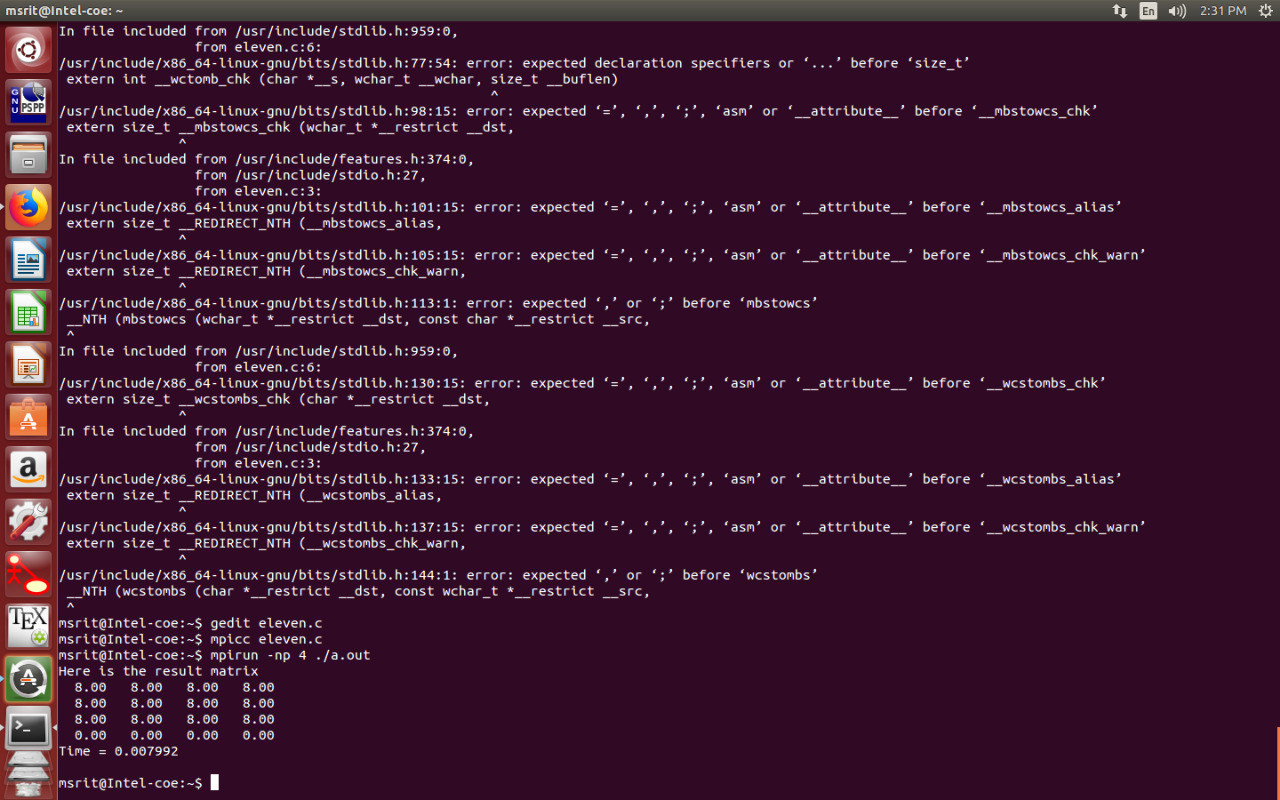 msrit@Intel-coe: ~
En
2:31 PM
In file included from /usr/include/stdlib.h:959:0,
                 from eleven.c:6:
/usr/include/x86_64-linux-gnu/bits/stdlib.h:77:54: error: expected declaration specifiers or ‘...’ before ‘size_t’
 extern int __wctomb_chk (char *__s, wchar_t __wchar, size_t __buflen)
                                                      ^
/usr/include/x86_64-linux-gnu/bits/stdlib.h:98:15: error: expected ‘=’, ‘,’, ‘;’, ‘asm’ or ‘__attribute__’ before ‘__mbstowcs_chk’
 extern size_t __mbstowcs_chk (wchar_t *__restrict __dst,
               ^
In file included from /usr/include/features.h:374:0,
                 from /usr/include/stdio.h:27,
                 from eleven.c:3:
/usr/include/x86_64-linux-gnu/bits/stdlib.h:101:15: error: expected ‘=’, ‘,’, ‘;’, ‘asm’ or ‘__attribute__’ before ‘__mbstowcs_alias’
 extern size_t __REDIRECT_NTH (__mbstowcs_alias,
               ^
/usr/include/x86_64-linux-gnu/bits/stdlib.h:105:15: error: expected ‘=’, ‘,’, ‘;’, ‘asm’ or ‘__attribute__’ before ‘__mbstowcs_chk_warn’
 extern size_t __REDIRECT_NTH (__mbstowcs_chk_warn,
               ^
/usr/include/x86_64-linux-gnu/bits/stdlib.h:113:1: error: expected ‘,’ or ‘;’ before ‘mbstowcs’
 __NTH (mbstowcs (wchar_t *__restrict __dst, const char *__restrict __src,
 ^
In file included from /usr/include/stdlib.h:959:0,
                 from eleven.c:6:
/usr/include/x86_64-linux-gnu/bits/stdlib.h:130:15: error: expected ‘=’, ‘,’, ‘;’, ‘asm’ or ‘__attribute__’ before ‘__wcstombs_chk’
 extern size_t __wcstombs_chk (char *__restrict __dst,
               ^
In file included from /usr/include/features.h:374:0,
                 from /usr/include/stdio.h:27,
                 from eleven.c:3:
/usr/include/x86_64-linux-gnu/bits/stdlib.h:133:15: error: expected ‘=’, ‘,’, ‘;’, ‘asm’ or ‘__attribute__’ before ‘__wcstombs_alias’
 extern size_t __REDIRECT_NTH (__wcstombs_alias,
               ^
/usr/include/x86_64-linux-gnu/bits/stdlib.h:137:15: error: expected ‘=’, ‘,’, ‘;’, ‘asm’ or ‘__attribute__’ before ‘__wcstombs_chk_warn’
 extern size_t __REDIRECT_NTH (__wcstombs_chk_warn,
               ^
/usr/include/x86_64-linux-gnu/bits/stdlib.h:144:1: error: expected ‘,’ or ‘;’ before ‘wcstombs’
 __NTH (wcstombs (char *__restrict __dst, const wchar_t *__restrict __src,
 ^
msrit@Intel-coe:~$ gedit eleven.c
msrit@Intel-coe:~$ mpicc eleven.c
msrit@Intel-coe:~$ mpirun -np 4 ./a.out
Here is the result matrix
  8.00   8.00   8.00   8.00
  8.00   8.00   8.00   8.00
  8.00   8.00   8.00   8.00
  0.00   0.00   0.00   0.00
Time = 0.007992
msrit@Intel-coe:~$
GNU
PSPP
a
TEX